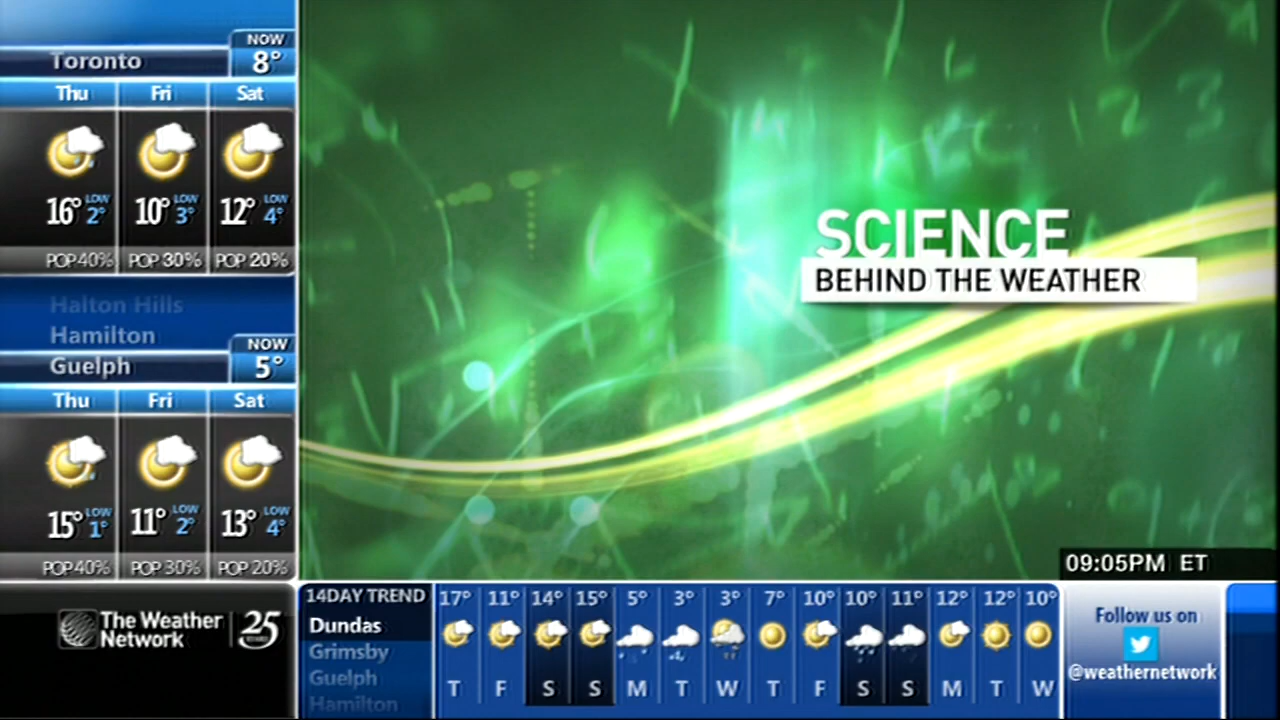 Toronto
NOW
8°
Thu Fri Sat
16° LOW 2° 10° LOW 3° 12° LOW 4°
POP 40% POP 30% POP 20%
Halton Hills
Hamilton
Guelph
NOW
5°
Thu Fri Sat
15° LOW 1° 11° LOW 2° 13° LOW 4°
POP 40% POP 30% POP 20%
The Weather
Network
25
SCIENCE
BEHIND THE WEATHER
09:05PM ET
14DAY TREND
Dundas
Grimsby
Guelph
Hamilton
17° 11° 14° 15° 5° 3° 3° 7° 10° 10° 11° 12° 12° 10°
T F S S M T W T F S S M T W
Follow us on
@weathernetwork